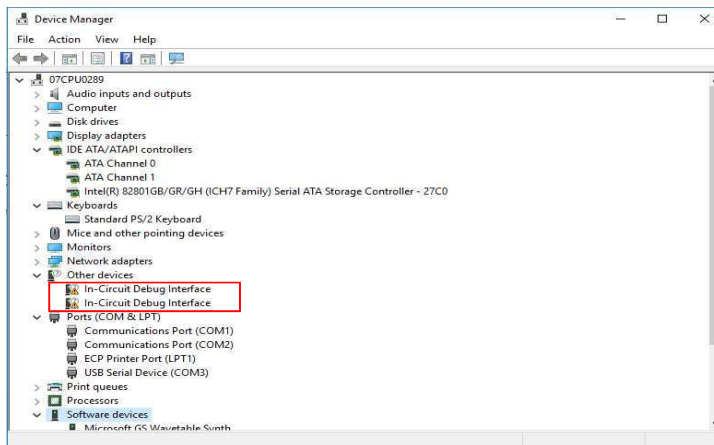 Device Manager
File Action View Help
07CPU0289
Audio inputs and outputs
Computer
Disk drives
Display adapters
IDE ATA/ATAPI controllers
ATA Channel 0
ATA Channel 1
Intel(R) 82801GB/GR/GH (ICH7 Family) Serial ATA Storage Controller - 27C0
Keyboards
Standard PS/2 Keyboard
Mice and other pointing devices
Monitors
Network adapters
Other devices
In-Circuit Debug Interface
In-Circuit Debug Interface
Ports (COM & LPT)
Communications Port (COM1)
Communications Port (COM2)
ECP Printer Port (LPT1)
USB Serial Device (COM3)
Print queues
Processors
Software devices
Microsoft GS Wavetable Synth